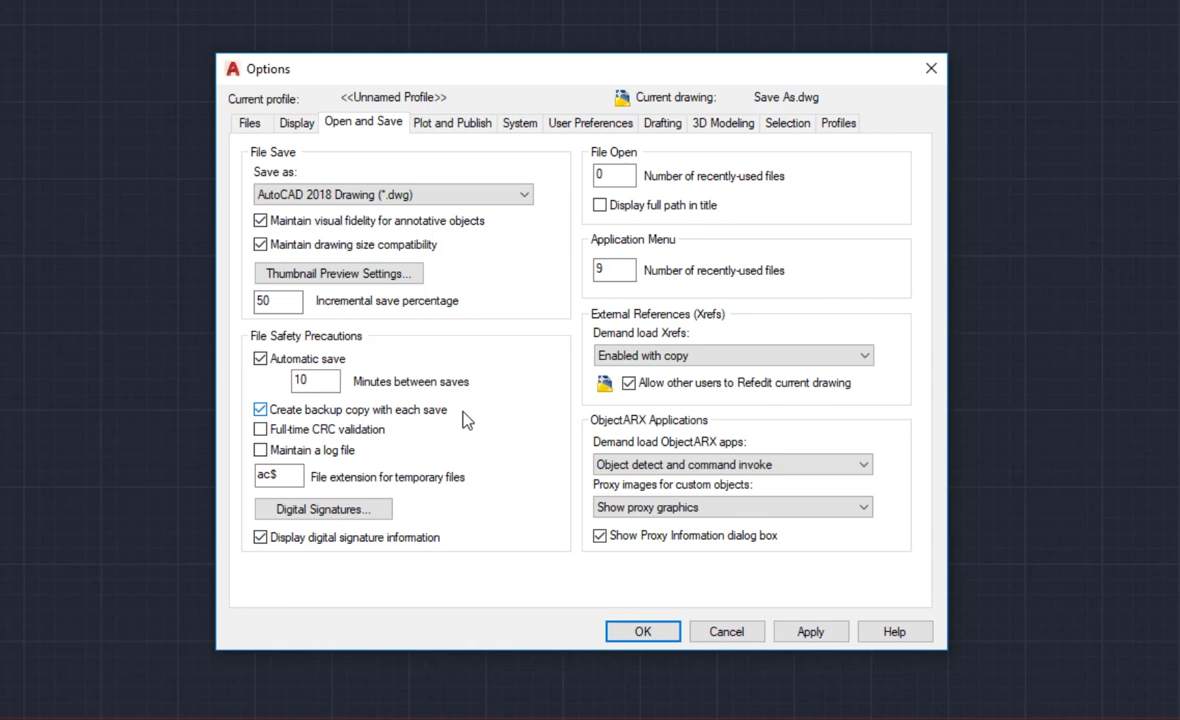 A Options
Current profile: <<Unnamed Profile>> Current drawing: Save As.dwg
Files Display Open and Save Plot and Publish System User Preferences Drafting 3D Modeling Selection Profiles
File Save
Save as:
AutoCAD 2018 Drawing (*.dwg)
Maintain visual fidelity for annotative objects
Maintain drawing size compatibility
Thumbnail Preview Settings...
50 Incremental save percentage
File Safety Precautions
Automatic save
10 Minutes between saves
Create backup copy with each save
Full-time CRC validation
Maintain a log file
ac$ File extension for temporary files
Digital Signatures...
Display digital signature information
File Open
0 Number of recently-used files
Display full path in title
Application Menu
9 Number of recently-used files
External References (Xrefs)
Demand load Xrefs:
Enabled with copy
Allow other users to Refedit current drawing
ObjectARX Applications
Demand load ObjectARX apps:
Object detect and command invoke
Proxy images for custom objects:
Show proxy graphics
Show Proxy Information dialog box
OK Cancel Apply Help